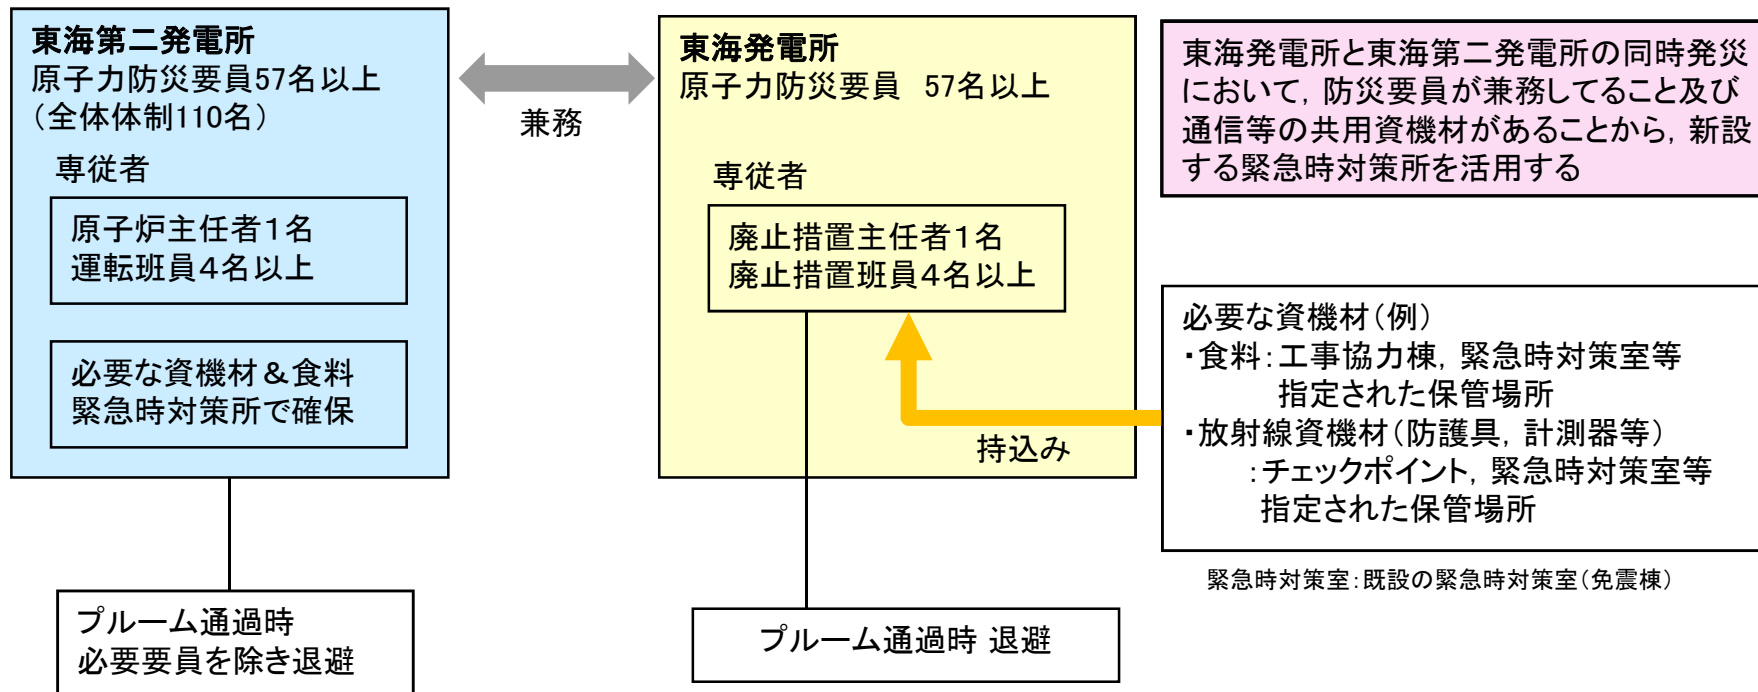 東海第二発電所
原子力防災要員57名以上
（全体体制110名）
専従者
原子炉主任者１名
運転班員４名以上
必要な資機材＆食料
緊急時対策所で確保
プルーム通過時
必要要員を除き退避
兼務
東海発電所
原子力防災要員　57名以上
専従者
廃止措置主任者１名
廃止措置班員４名以上
持込み
プルーム通過時 退避
東海発電所と東海第二発電所の同時発災
において，防災要員が兼務してること及び
通信等の共用資機材があることから，新設
する緊急時対策所を活用する
必要な資機材（例）
・食料：工事協力棟，緊急時対策室等
指定された保管場所
・放射線資機材（防護具，計測器等）
：チェックポイント，緊急時対策室等
指定された保管場所
緊急時対策室：既設の緊急時対策室（免震棟）